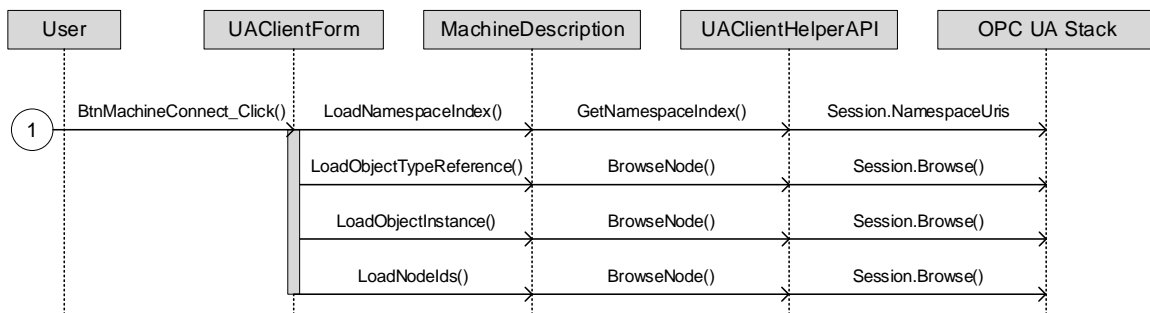 User
UAClientForm
MachineDescription
UAClientHelperAPI
OPC UA Stack
1
BtnMachineConnect_Click()
LoadNamespaceIndex()
GetNamespaceIndex()
Session.NamespaceUris
LoadObjectTypeReference()
BrowseNode()
Session.Browse()
LoadObjectInstance()
BrowseNode()
Session.Browse()
LoadNodeIds()
BrowseNode()
Session.Browse()